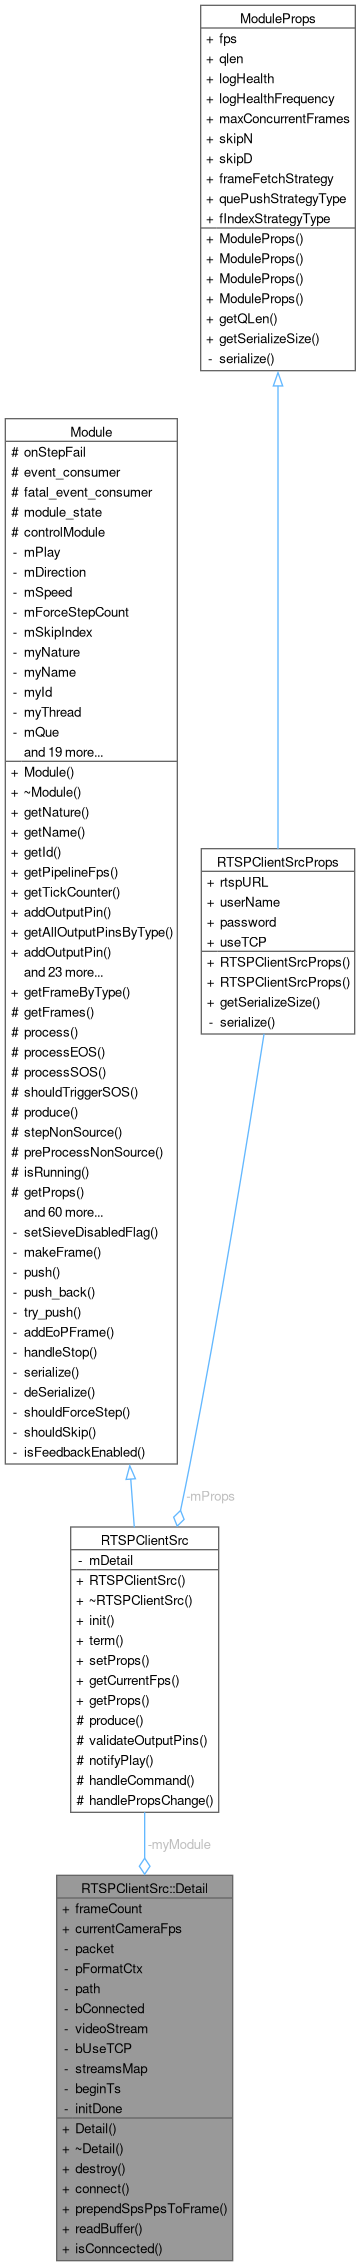 ModuleProps
+ fps
+ qlen
+ logHealth
+ logHealthFrequency
+ maxConcurrentFrames
+ skipN
+ skipD
+ frameFetchStrategy
+ quePushStrategyType
+ fIndexStrategyType
+ ModuleProps()
+ ModuleProps()
+ ModuleProps()
+ ModuleProps()
+ getQLen()
+ getSerializeSize()
- serialize()
Module
# onStepFail
# event_consumer
# fatal_event_consumer
# module_state
# controlModule
- mPlay
- mDirection
- mSpeed
- mForceStepCount
- mSkipIndex
- myNature
- myName
- myId
- myThread
- mQue
and 19 more...
+ Module()
+ ~Module()
+ getNature()
+ getName()
+ getId()
+ getPipelineFps()
+ getTickCounter()
+ addOutputPin()
+ getAllOutputPinsByType()
+ addOutputPin()
and 23 more...
+ getFrameByType()
# getFrames()
# process()
# processEOS()
# processSOS()
# shouldTriggerSOS()
# produce()
# stepNonSource()
# preProcessNonSource()
# isRunning()
# getProps()
and 60 more...
- setSieveDisabledFlag()
- makeFrame()
- push()
- push_back()
- try_push()
- addEoPFrame()
- handleStop()
- serialize()
- deSerialize()
- shouldForceStep()
- shouldSkip()
- isFeedbackEnabled()
RTSPClientSrcProps
+ rtspURL
+ userName
+ password
+ useTCP
+ RTSPClientSrcProps()
+ RTSPClientSrcProps()
+ getSerializeSize()
- serialize()
-mProps
RTSPClientSrc
- mDetail
+ RTSPClientSrc()
+ ~RTSPClientSrc()
+ init()
+ term()
+ setProps()
+ getCurrentFps()
+ getProps()
# produce()
# validateOutputPins()
# notifyPlay()
# handleCommand()
# handlePropsChange()
-myModule
RTSPClientSrc::Detail
+ frameCount
+ currentCameraFps
- packet
- pFormatCtx
- path
- bConnected
- videoStream
- bUseTCP
- streamsMap
- beginTs
- initDone
+ Detail()
+ ~Detail()
+ destroy()
+ connect()
+ prependSpsPpsToFrame()
+ readBuffer()
+ isConncected()